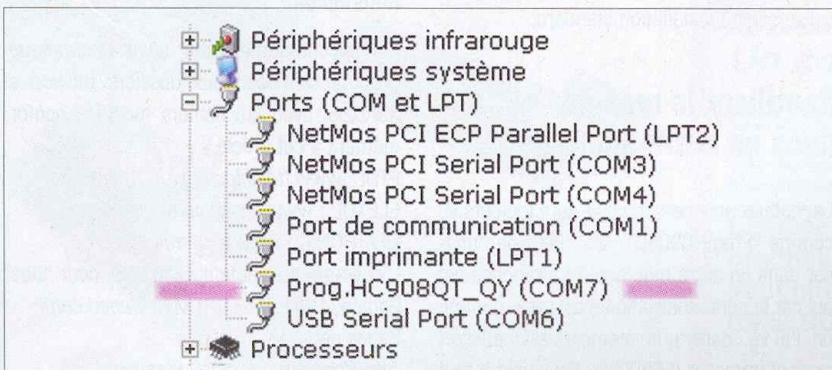 Périphériques infrarouge
Périphériques système
Ports (COM et LPT)
NetMos PCI ECP Parallel Port (LPT2)
NetMos PCI Serial Port (COM3)
NetMos PCI Serial Port (COM4)
Port de communication (COM1)
Port imprimante (LPT1)
Prog.HC908QT_QY (COM7)
USB Serial Port (COM6)
Processeurs